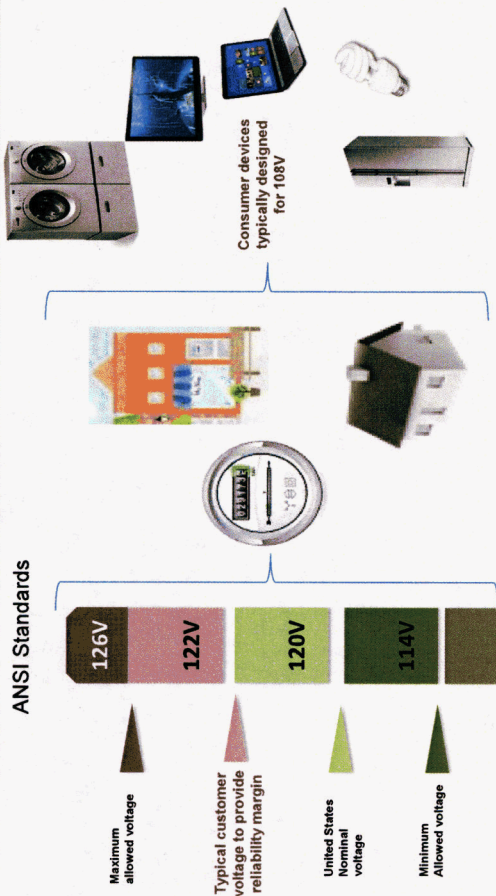 ANSI Standards
Maximum
allowed voltage
Typical customer
voltage to provide
reliability margin
United States
Nominal
voltage
Minimum
Allowed voltage
126V
122V
120V
114V
Consumer devices
typically designed
for 108V